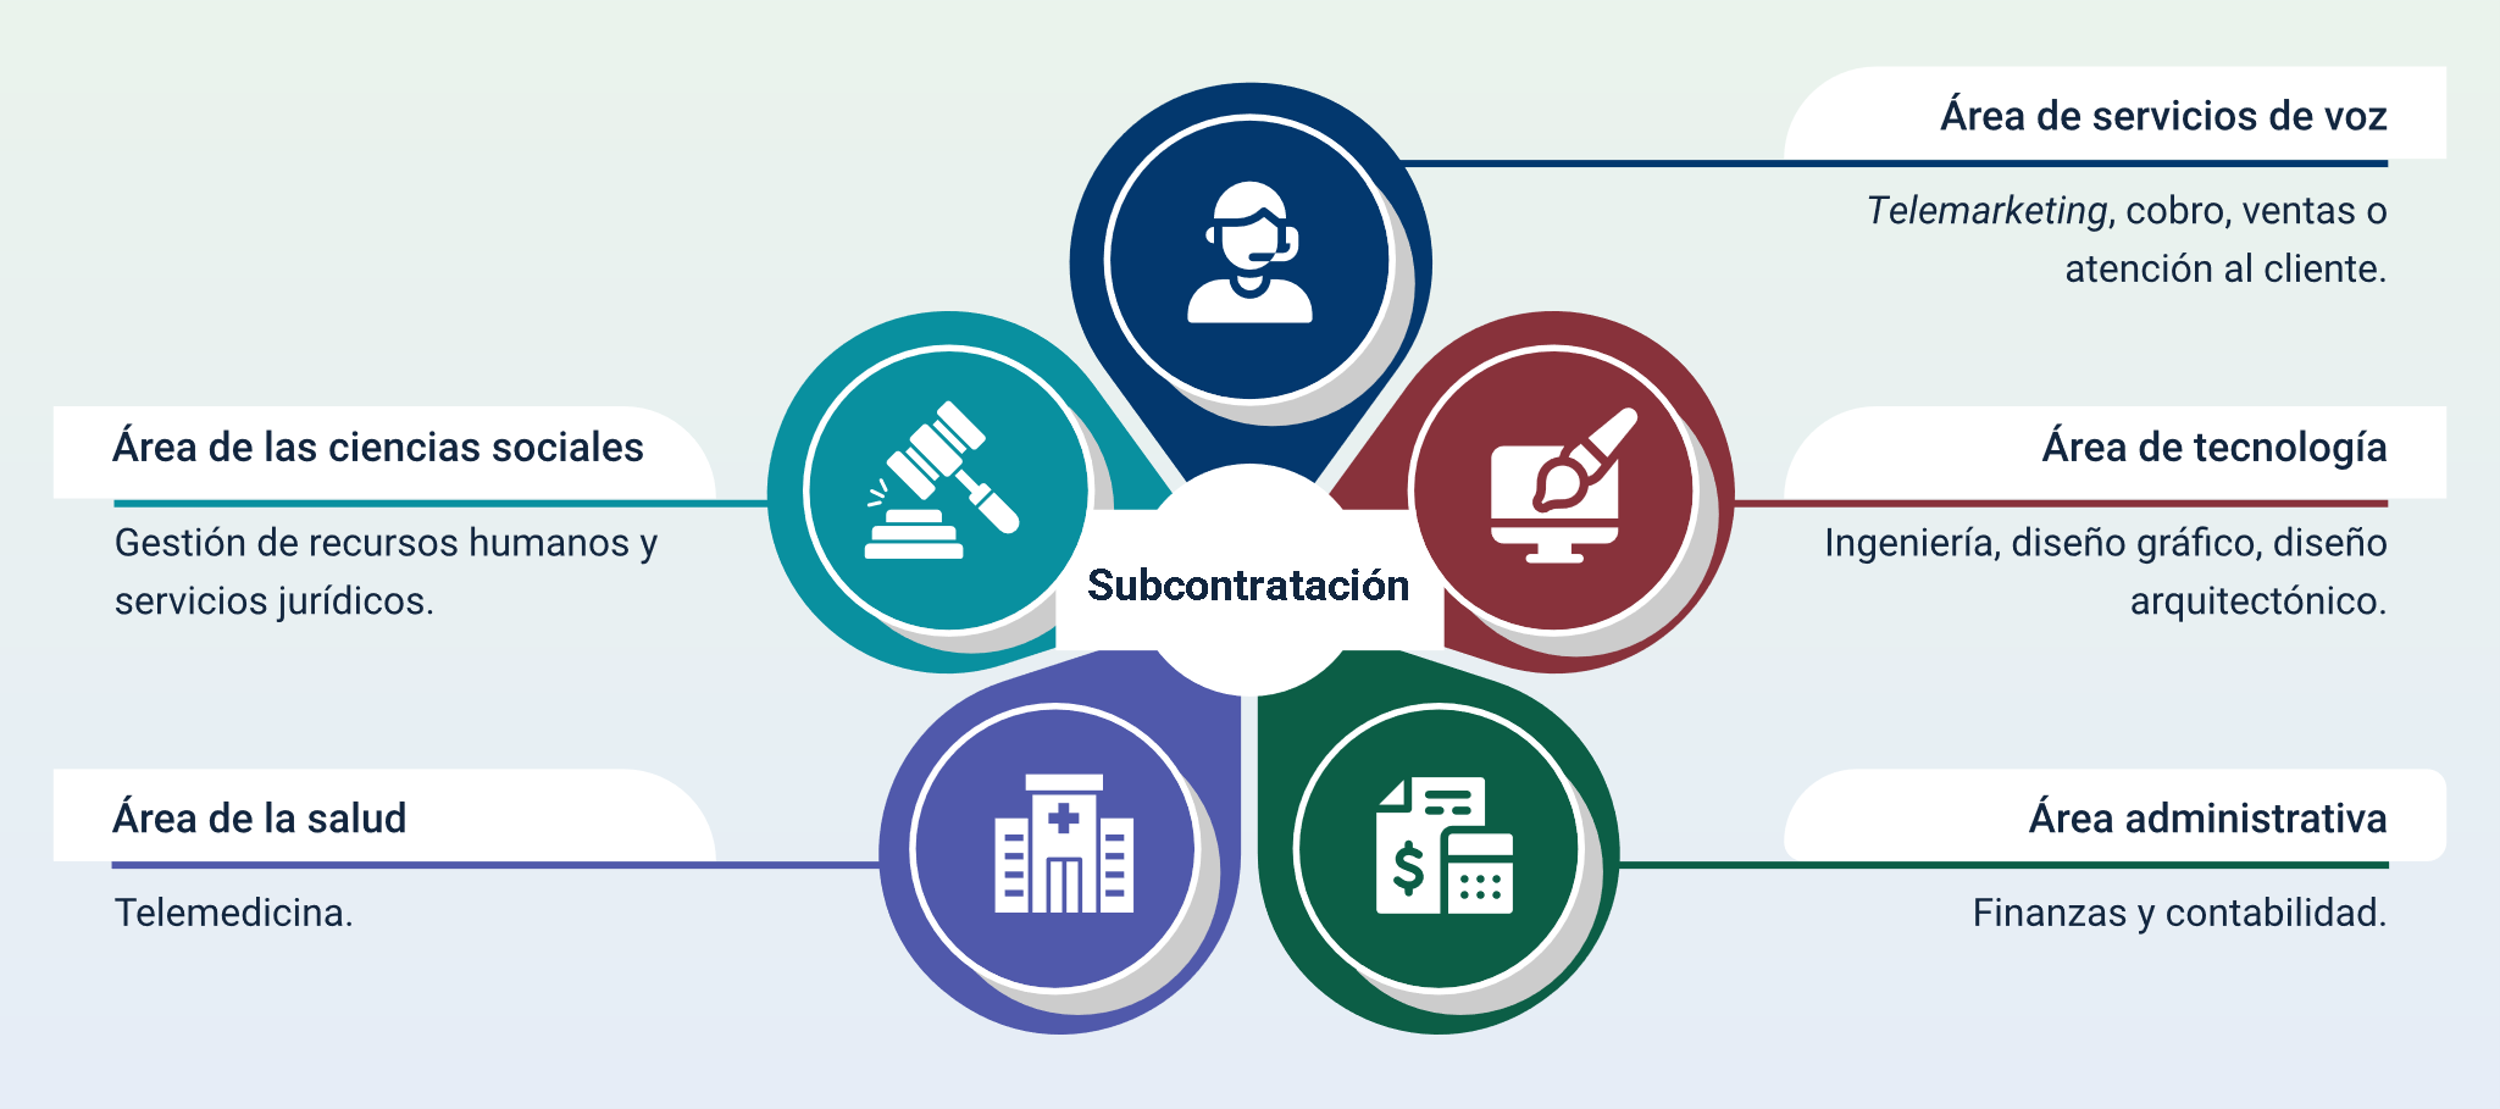 Área de servicios de voz
Telemarketing, cobro, ventas o
atención al cliente.
Área de las ciencias sociales
Gestión de recursos humanos y
servicios jurídicos.
Área de tecnología
Ingeniería, diseño gráfico, diseño
arquitectónico.
Subcontratación
Área de la salud
Telemedicina.
Área administrativa
Finanzas y contabilidad.